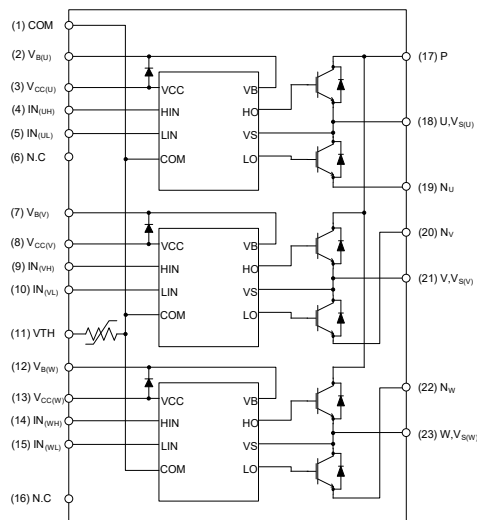 (1) COM
(2) VB(U)
(3) VCC(U)
(4) IN(UH)
(5) IN(UL)
(6) N.C
VCC
HIN
LIN
COM
VB
HO
VS
LO
(17) P
(18) U,VS(U)
(19) NU
(7) VB(V)
(8) VCC(V)
(9) IN(VH)
(10) IN(VL)
(11) VTH
VCC
HIN
LIN
COM
VB
HO
VS
LO
(20) NV
(21) V,VS(V)
(12) VB(W)
(13) VCC(W)
(14) IN(WH)
(15) IN(WL)
(16) N.C
VCC
HIN
LIN
COM
VB
HO
VS
LO
(22) NW
(23) W,VS(W)